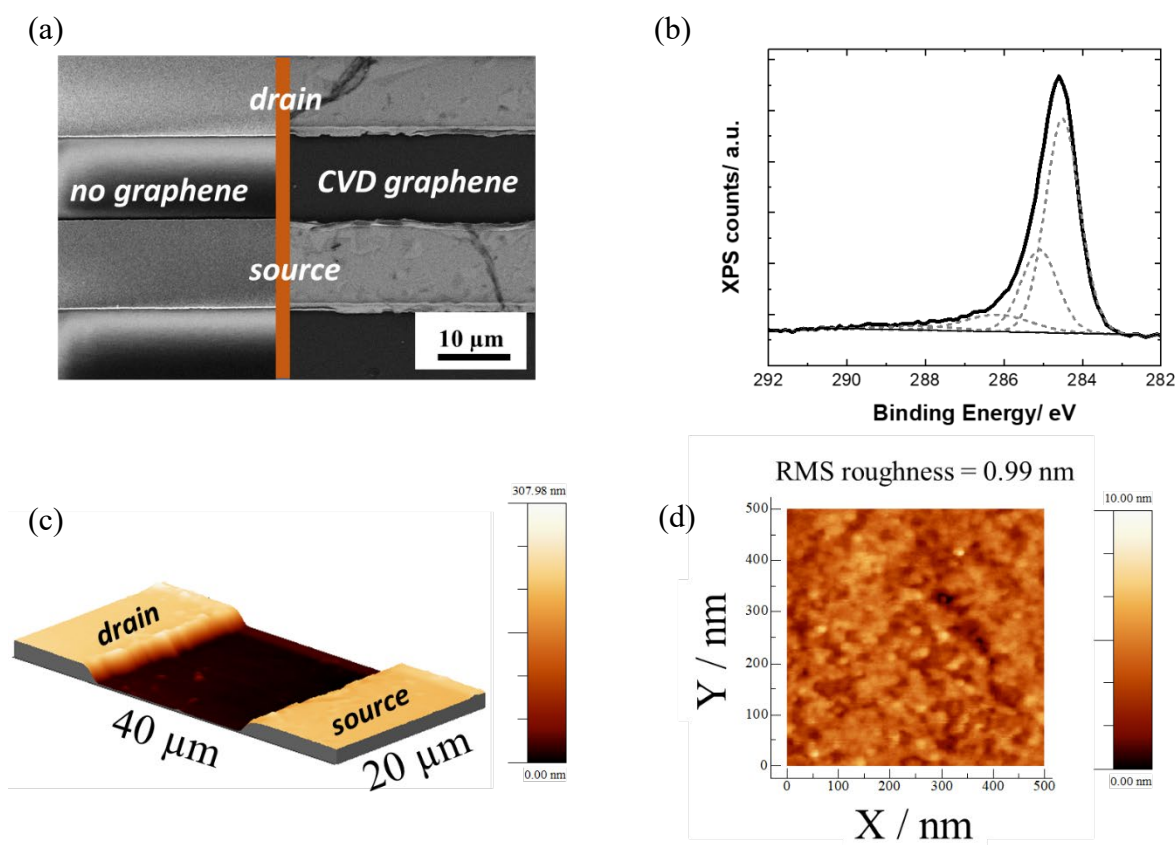 (a)
drain
no graphene
CVD graphene
source
10 µm
(b)
XPS counts/ a.u.
292 290 288 286 284 282
Binding Energy/ eV
(c)
307.98 nm
0.00 nm
drain
source
40 µm
20 µm
(d)
RMS roughness = 0.99 nm
10.00 nm
0.00 nm
Y / nm
500
400
300
200
100
0
0 100 200 300 400 500
X / nm